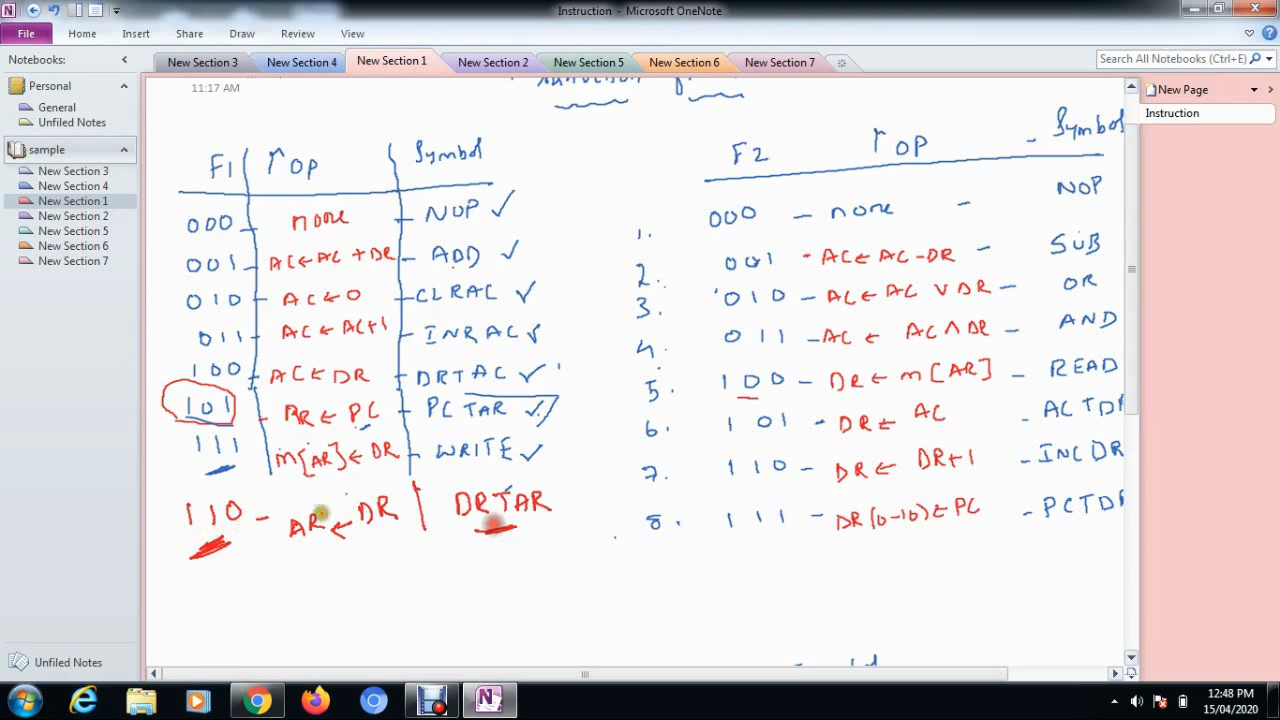 Instruction - Microsoft OneNote
File Home Insert Share Draw Review View
Notebooks:
New Section 3 New Section 4 New Section 1 New Section 2 New Section 5 New Section 6 New Section 7
Search All Notebooks (Ctrl+E)
Personal
General
Unfiled Notes
sample
New Section 3
New Section 4
New Section 1
New Section 2
New Section 5
New Section 6
New Section 7
Unfiled Notes
New Page
Instruction
11:17 AM
F1 OP Symbol
000 none - NOP ✓
001 - AC ← AC + DR - ADD ✓
010 - AC ← 0 - CLRAC ✓
011 - AC ← AC+1 - INRAC ✓
100 - AC ← DR - DRTAC ✓
101 - AR ← PC - PCTAR ✓
111 M[AR] ← DR - WRITE ✓
110 - AR ← DR | DRTAR
F2 OP - Symbol
1. 000 - none - NOP
2. 001 - AC ← AC - DR - SUB
3. 010 - AC ← AC ∨ DR - OR
4. 011 - AC ← AC ∧ DR - AND
5. 100 - DR ← m[AR] - READ
6. 101 - DR ← AC - ACTDR
7. 110 - DR ← DR+1 - INCDR
8. 111 - DR(0-10) ← PC - PCTDR
Symbol
12:48 PM
15/04/2020